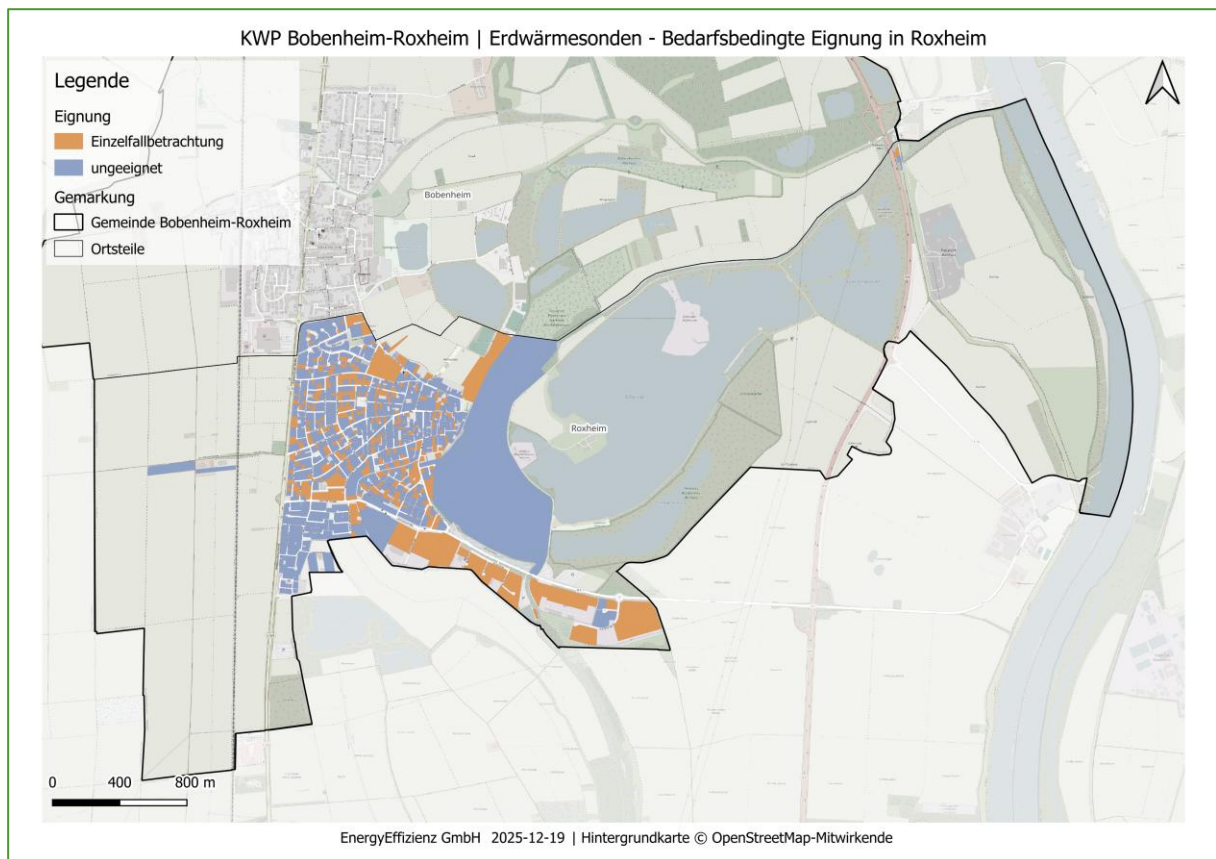 KWP Bobenheim-Roxheim | Erdwärmesonden - Bedarfsbedingte Eignung in Roxheim
Legende
Eignung
Einzelfallbetrachtung
ungeeignet
Gemarkung
Gemeinde Bobenheim-Roxheim
Ortsteile
Bobenheim
Roxheim
0 400 800 m
EnergyEffizienz GmbH 2025-12-19 | Hintergrundkarte © OpenStreetMap-Mitwirkende